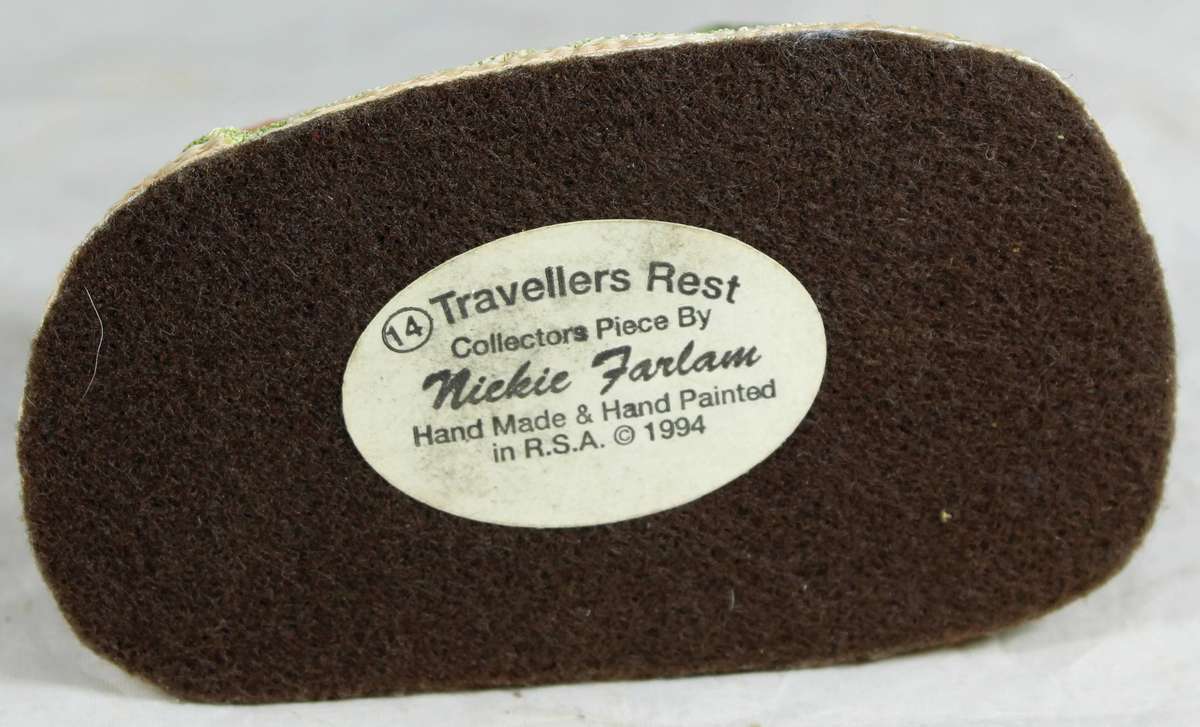 ⑭ Travellers Rest
Collectors Piece By
Nickie Farlam
Hand Made & Hand Painted
in R.S.A. © 1994